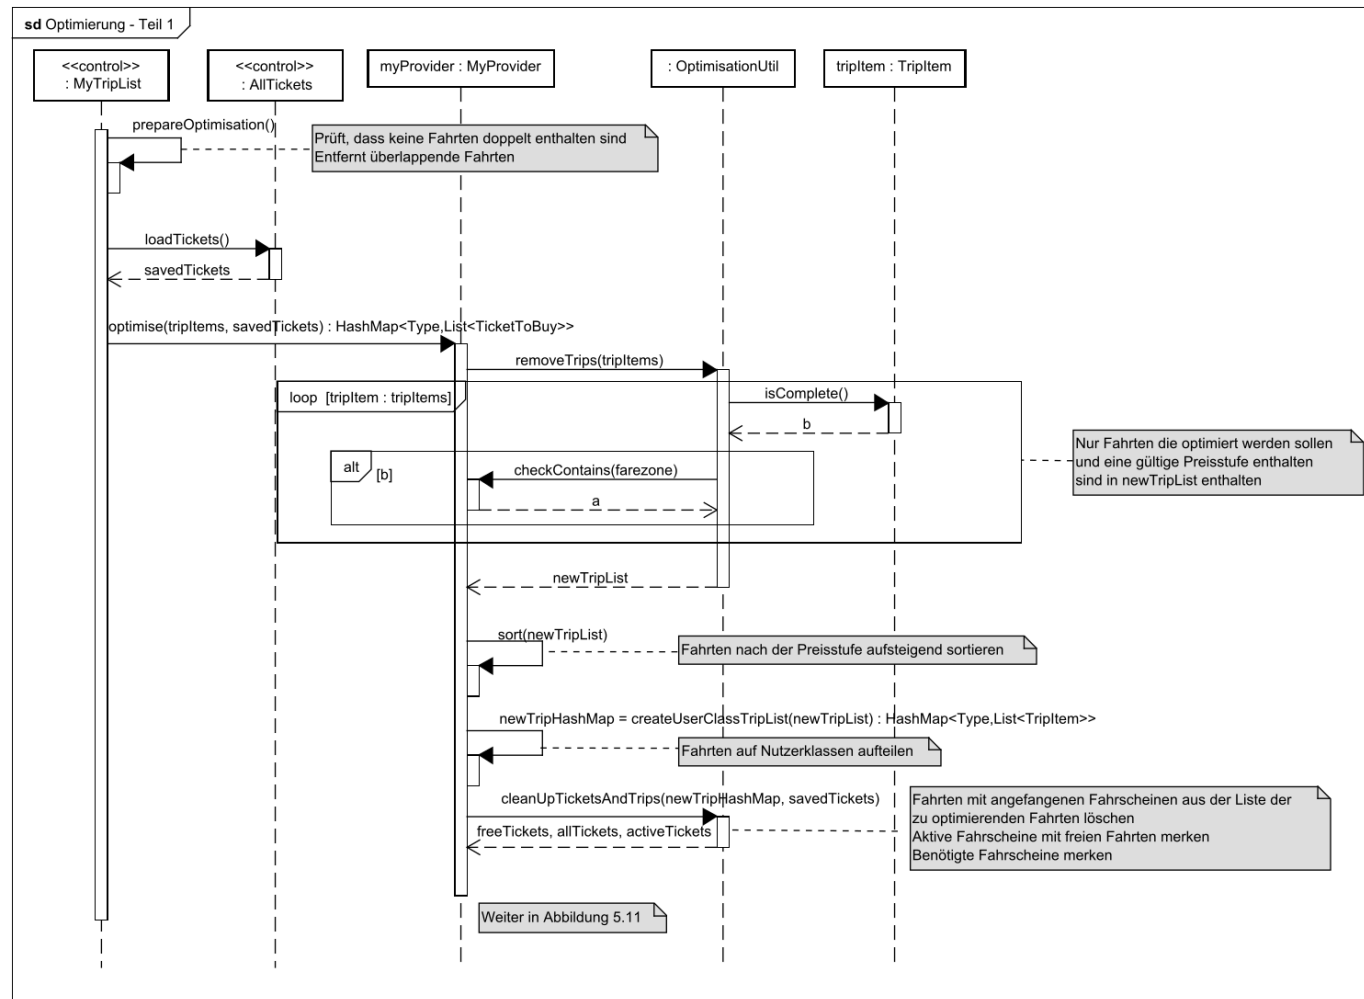 sd Optimierung - Teil 1
<<control>>
: MyTripList
<<control>>
: AllTickets
myProvider : MyProvider
: OptimisationUtil
tripItem : TripItem
prepareOptimisation()
Prüft, dass keine Fahrten doppelt enthalten sind
Entfernt überlappende Fahrten
loadTickets()
savedTickets
optimise(tripItems, savedTickets) : HashMap<Type,List<TicketToBuy>>
removeTrips(tripItems)
loop [tripItem : tripItems]
isComplete()
b
Nur Fahrten die optimiert werden sollen
und eine gültige Preisstufe enthalten
sind in newTripList enthalten
alt
[b]
checkContains(farezone)
a
newTripList
sort(newTripList)
Fahrten nach der Preisstufe aufsteigend sortieren
newTripHashMap = createUserClassTripList(newTripList) : HashMap<Type,List<TripItem>>
Fahrten auf Nutzerklassen aufteilen
cleanUpTicketsAndTrips(newTripHashMap, savedTickets)
freeTickets, allTickets, activeTickets
Fahrten mit angefangenen Fahrscheinen aus der Liste der
zu optimierenden Fahrten löschen
Aktive Fahrscheine mit freien Fahrten merken
Benötigte Fahrscheine merken
Weiter in Abbildung 5.11